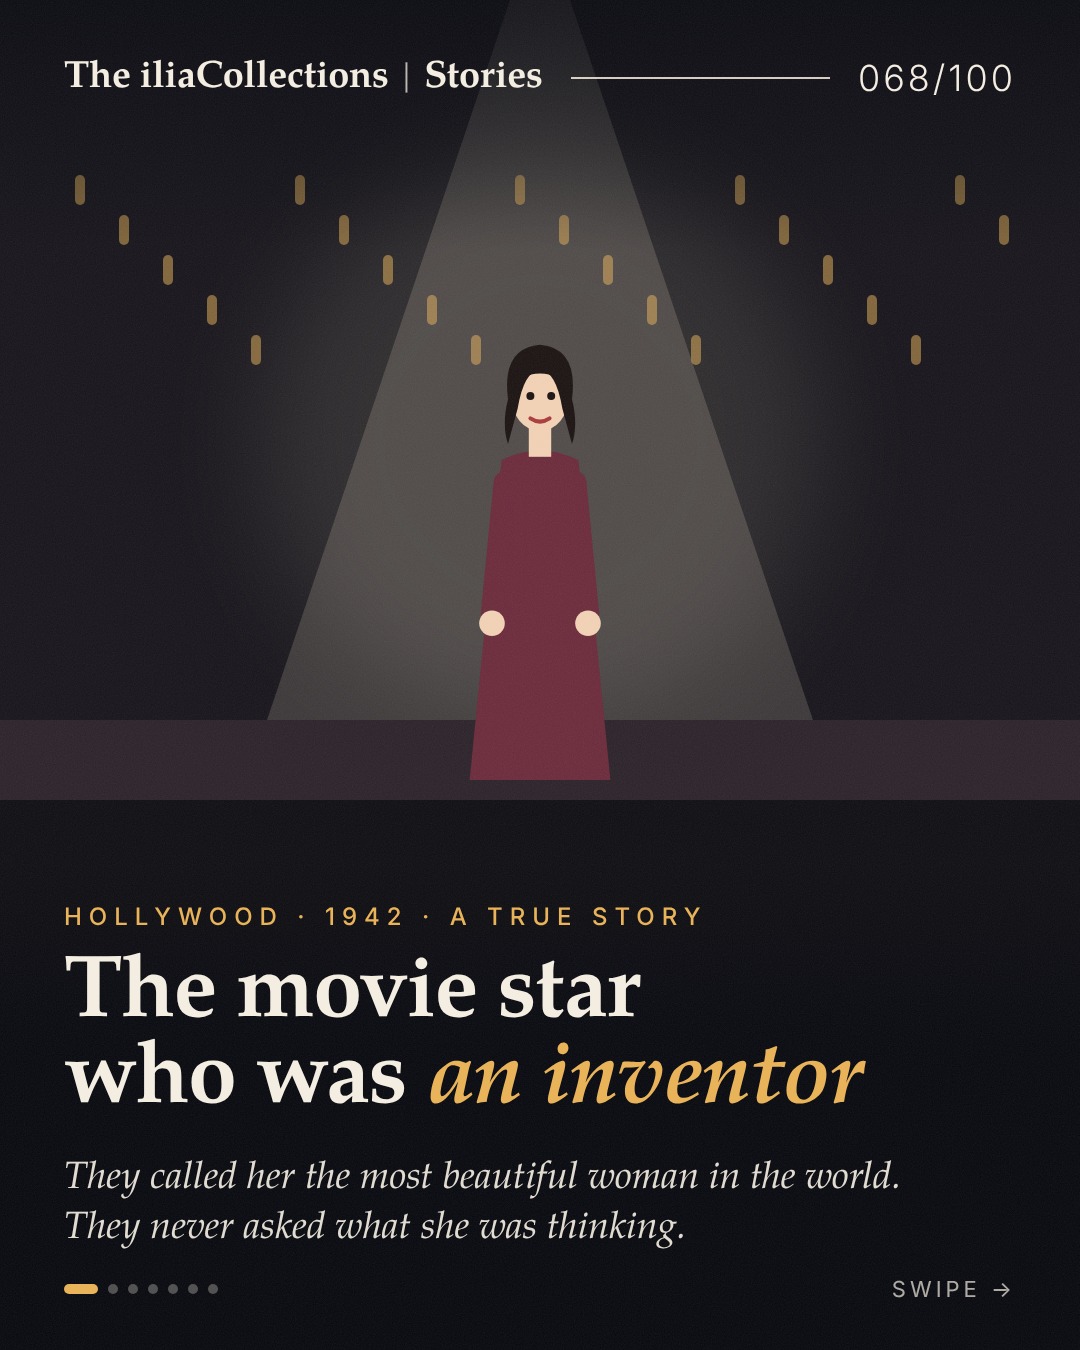 The iliaCollections | Stories 068/100
HOLLYWOOD · 1942 · A TRUE STORY
The movie star
who was an inventor
They called her the most beautiful woman in the world.
They never asked what she was thinking.
SWIPE →